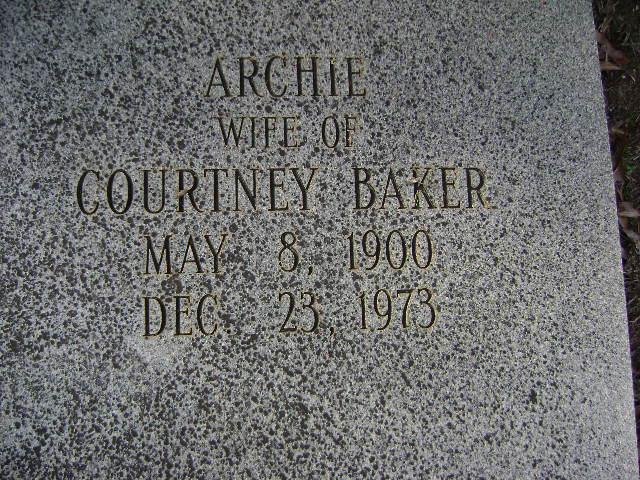 ARCHIE
WIFE OF
COURTNEY BAKER
MAY 8, 1900
DEC. 23, 1973